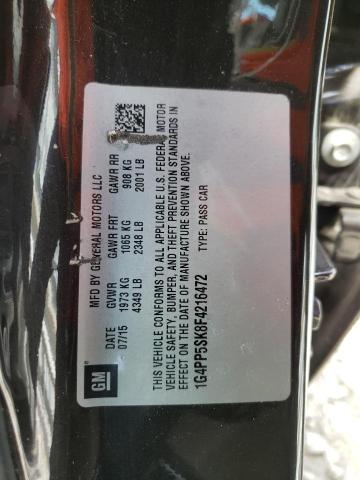 GM
MFD BY GENERAL MOTORS LLC
DATE GVWR GAWR FRT GAWR RR
07/15 1973 KG 1065 KG 908 KG
4349 LB 2348 LB 2001 LB
THIS VEHICLE CONFORMS TO ALL APPLICABLE U.S. FEDERAL MOTOR
VEHICLE SAFETY, BUMPER, AND THEFT PREVENTION STANDARDS IN
EFFECT ON THE DATE OF MANUFACTURE SHOWN ABOVE.
1G4PP5SK8F4216472 TYPE: PASS CAR